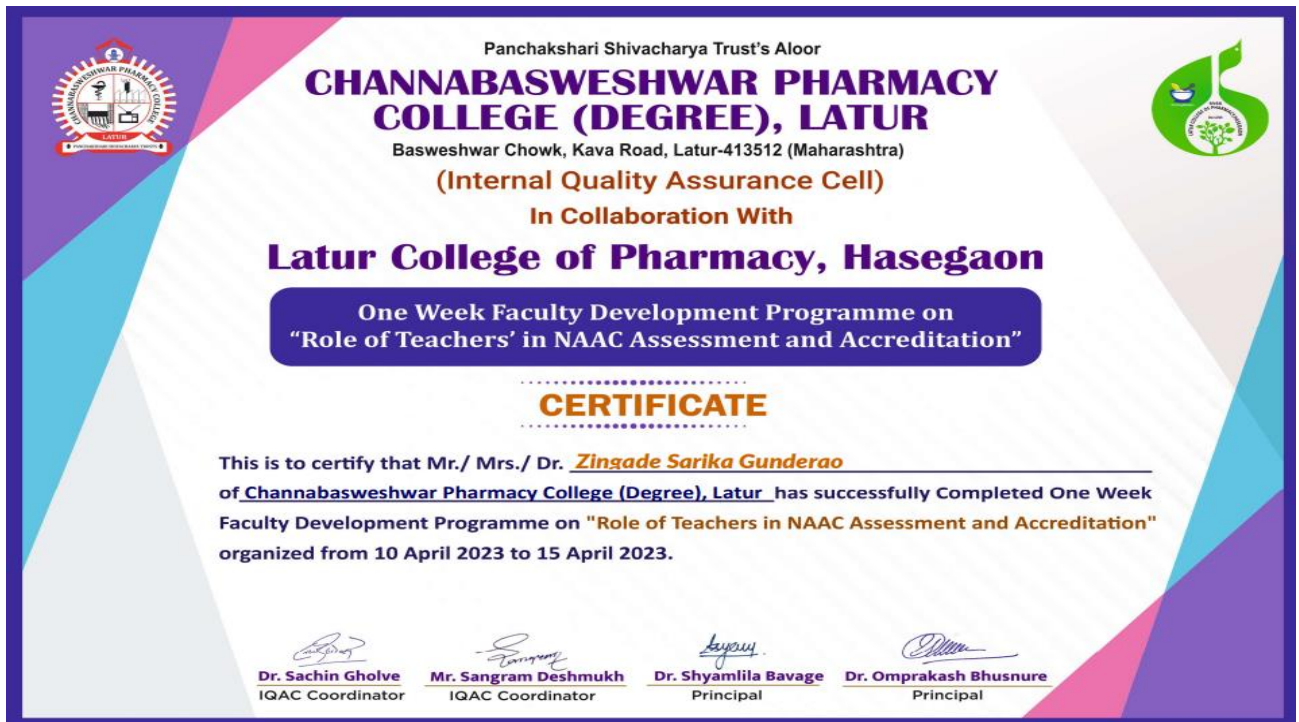 Panchakshari Shivacharya Trust's Aloor
CHANNABASWESHWAR PHARMACY
COLLEGE (DEGREE), LATUR
Basweshwar Chowk, Kava Road, Latur-413512 (Maharashtra)
(Internal Quality Assurance Cell)
In Collaboration With
Latur College of Pharmacy, Hasegaon
One Week Faculty Development Programme on
“Role of Teachers’ in NAAC Assessment and Accreditation”
CERTIFICATE
This is to certify that Mr./ Mrs./ Dr. Zingade Sarika Gunderao
of Channabasweshwar Pharmacy College (Degree), Latur has successfully Completed One Week
Faculty Development Programme on "Role of Teachers in NAAC Assessment and Accreditation"
organized from 10 April 2023 to 15 April 2023.
Dr. Sachin Gholve
IQAC Coordinator
Mr. Sangram Deshmukh
IQAC Coordinator
Dr. Shyamlila Bavage
Principal
Dr. Omprakash Bhusnure
Principal
CHANNABASWESHWAR PHARMACY COLLEGE
LATUR